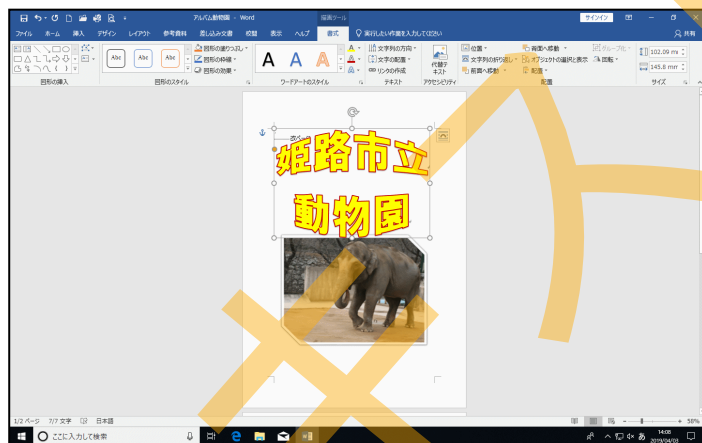 アルバム動物園 - Word
描画ツール
サインイン
ファイル ホーム 挿入 デザイン レイアウト 参考資料 差し込み文書 校閲 表示 ヘルプ 書式 実行したい作業を入力してください 共有
Abc Abc Abc
図形の塗りつぶし
図形の枠線
図形の効果
A A A
文字列の方向
文字の配置
リンクの作成
代替テキスト
位置
文字列の折り返し
前面へ移動
背面へ移動
オブジェクトの選択と表示
配置
グループ化
回転
102.09 mm
145.8 mm
図形の挿入 図形のスタイル ワードアートのスタイル テキスト アクセシビリティ 配置 サイズ
姫路市立
動物園
1/2 ページ 7/7 文字 日本語
58%
ここに入力して検索
あ
14:08
2019/04/03